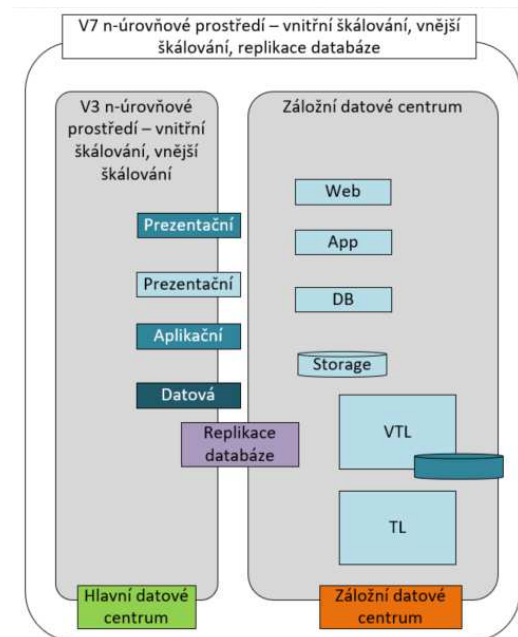 V7 n-úrovňové prostředí – vnitřní škálování, vnější
škálování, replikace databáze
V3 n-úrovňové
prostředí – vnitřní
škálování, vnější
škálování
Prezentační
Prezentační
Aplikační
Datová
Replikace
databáze
Hlavní datové
centrum
Záložní datové centrum
Web
App
DB
Storage
VTL
TL
Záložní datové
centrum